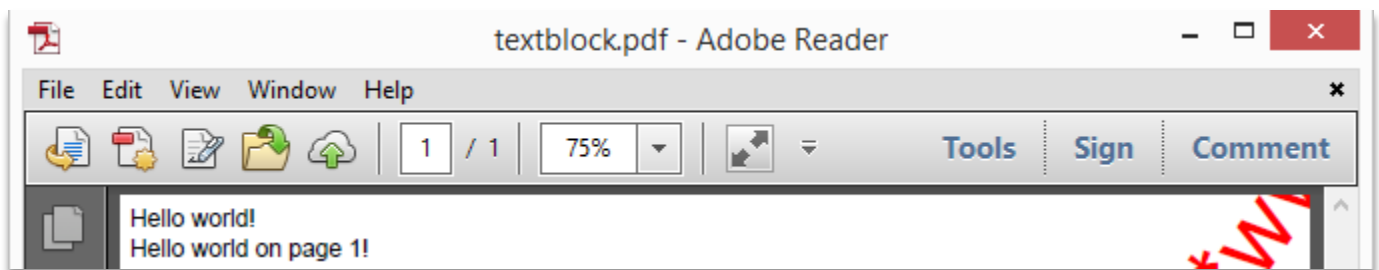 textblock.pdf - Adobe Reader
File Edit View Window Help
1 / 1 75% Tools Sign Comment
Hello world!
Hello world on page 1!